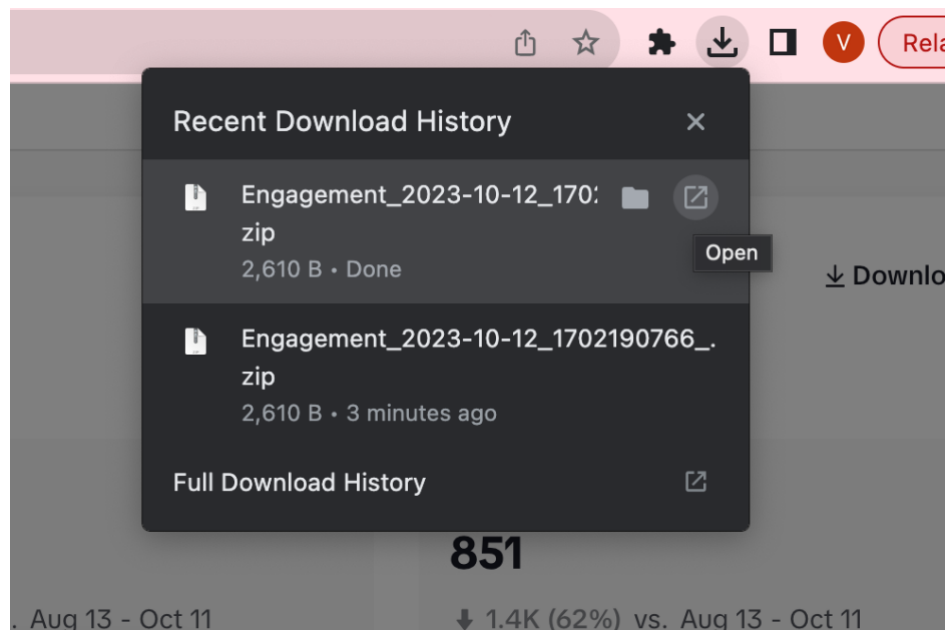 V
Rela
Recent Download History
Engagement_2023-10-12_170
zip
2,610 B • Done
Open
Downlo
Engagement_2023-10-12_1702190766_.
zip
2,610 B • 3 minutes ago
Full Download History
851
. Aug 13 - Oct 11
1.4K (62%) vs. Aug 13 - Oct 11